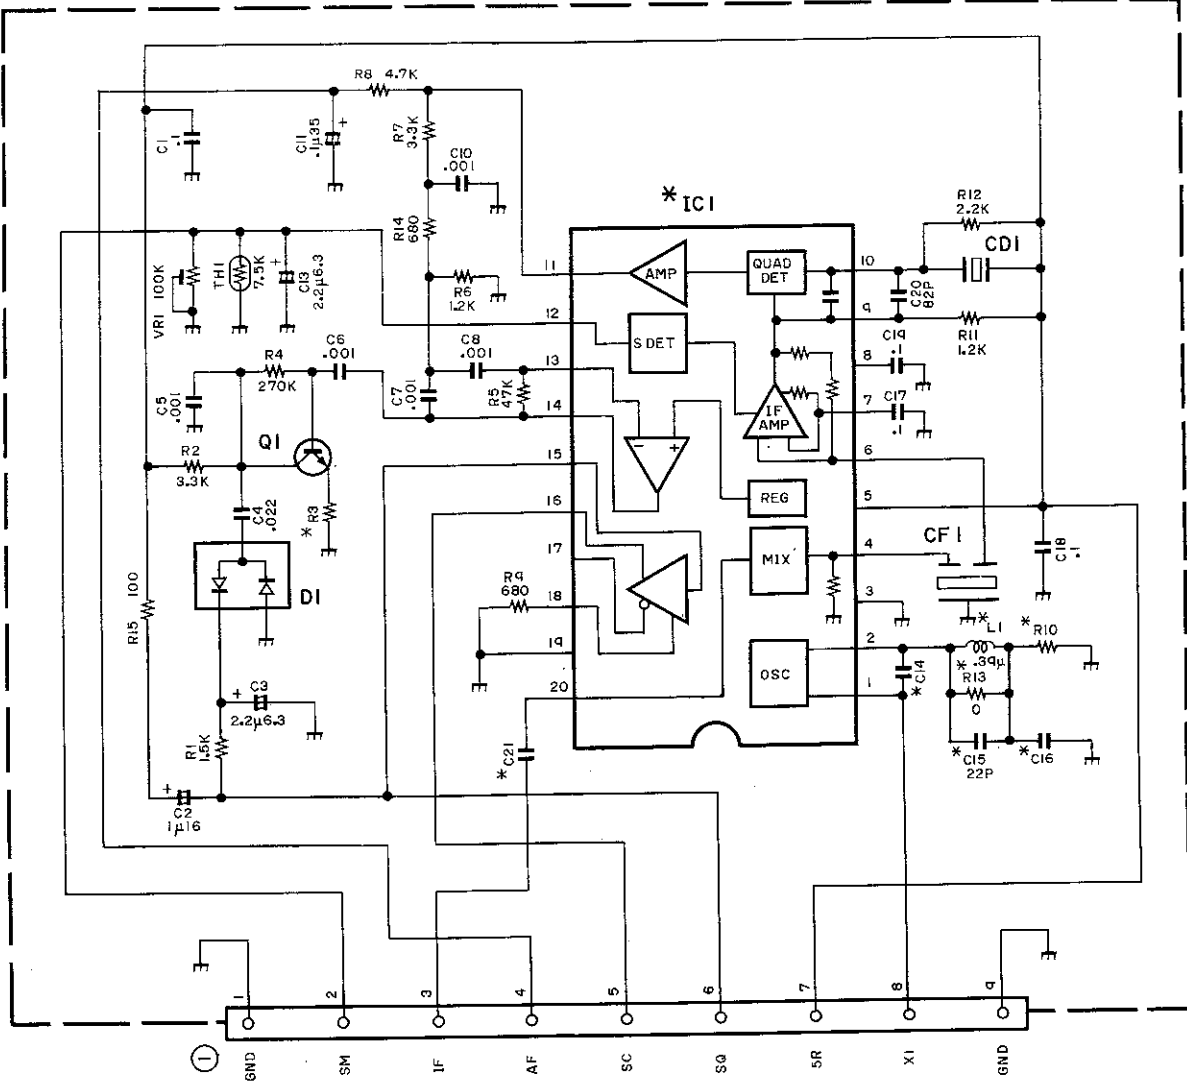 R8 4.7K
C1
.1
C11
.1µ35
+
R7
3.3K
C10
.001
R14
680
* IC1
R12
2.2K
CD1
VR1 100K
TH1
7.5K
+
C13
2.2µ6.3
R6
1.2K
11
AMP
QUAD
DET
10
C20
82P
12
S DET
9
R11
1.2K
C6
.001
C8
.001
13
C19
.1
8
R4
270K
C5
.001
C7
.001
R5
47K
14
IF
AMP
7
C17
.1
Q1
- +
6
R2
3.3K
15
C4
.022
* R3
16
REG
5
CF1
C18
.1
17
MIX
4
D1
R9
680
18
3
R15 100
19
2
* L1
.39µ
* R10
* C14
OSC
* R13
0
20
1
+ C3
2.2µ6.3
R1
1.5K
* C21
* C15
22P
* C16
+
C2
1µ16
1 2 3 4 5 6 7 8 9
1
GND SM IF AF SC SQ 5R X1 GND